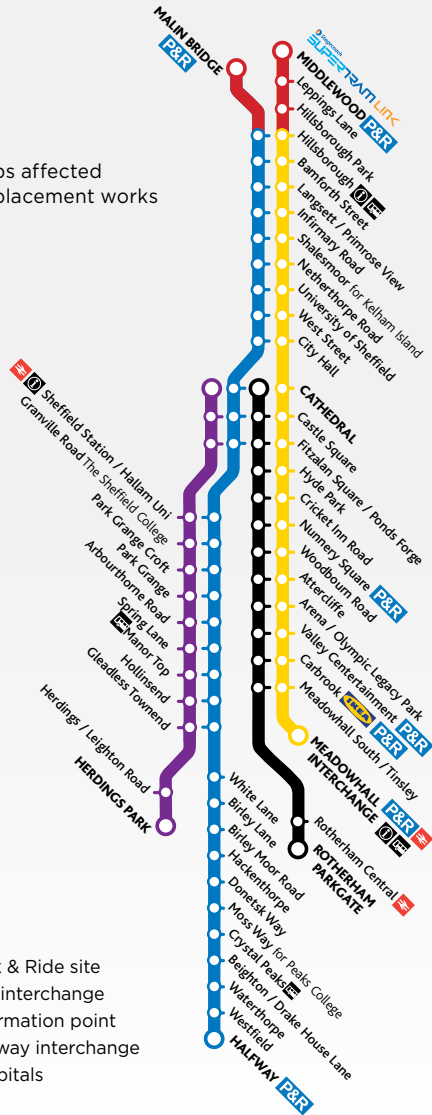 Stagecoach
SUPERTRAM LINK
MALIN BRIDGE
P&R
MIDDLEWOOD P&R
Leppings Lane
Hillsborough Park
Hillsborough
Bamforth Street
Langsett / Primrose View
Infirmary Road
Shalesmoor for Kelham Island
Netherthorpe Road
University of Sheffield
West Street
City Hall
CATHEDRAL
Castle Square
Fitzalan Square / Ponds Forge
Hyde Park
Cricket Inn Road
Nunnery Square P&R
Woodbourn Road
Attercliffe
Arena / Olympic Legacy Park
Valley Centertainment P&R
Carbrook IKEA P&R
Meadowhall South / Tinsley
MEADOWHALL P&R
INTERCHANGE
Rotherham Central
ROTHERHAM
PARKGATE
ps affected
placement works
Sheffield Station / Hallam Uni
Granville Road The Sheffield College
Park Grange Croft
Park Grange
Arbourthorne Road
Spring Lane
Manor Top
Hollinsend
Gleadless Townend
Herdings / Leighton Road
HERDINGS PARK
White Lane
Birley Lane
Birley Moor Road
Hackenthorpe
Donetsk Way
Moss Way for Peaks College
Crystal Peaks
Beighton / Drake House Lane
Waterthorpe
Westfield
HALFWAY P&R
k & Ride site
interchange
rmation point
way interchange
pitals